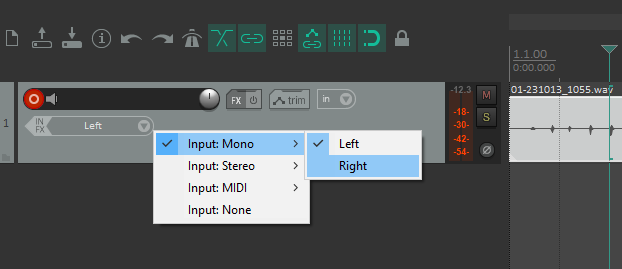 1.1.00
0:00.000
-12.3
M
FX
trim
in
01-231013_1055.wav
-18-
S
1
IN
FX
Left
-30-
-42-
-54-
Input: Mono
Left
Input: Stereo
Right
Input: MIDI
Input: None